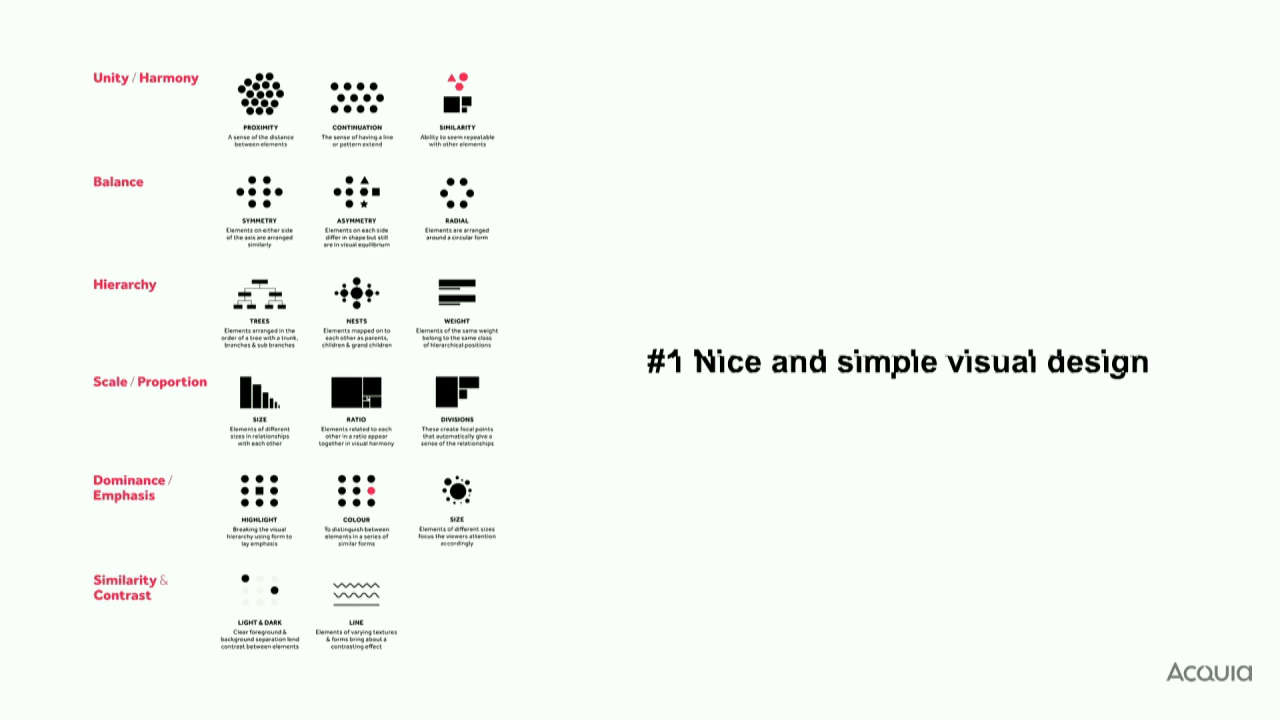 Unity / Harmony
PROXIMITY
A sense of the distance
between elements
CONTINUATION
The sense of having a line
or pattern extend
SIMILARITY
Ability to seem repeatable
with other elements
Balance
SYMMETRY
Elements on either side
of the axis are arranged
similarly
ASYMMETRY
Elements on each side
differ in shape but still
are in visual equilibrium
RADIAL
Elements are arranged
around a circular form
Hierarchy
TREES
Elements arranged in the
order of a tree with a trunk,
branches & sub branches
NESTS
Elements mapped on to
each other as parents,
children & grand children
WEIGHT
Elements of the same weight
belong to the same class
of hierarchical positions
Scale / Proportion
SIZE
Elements of different
sizes in relationships
with each other
RATIO
Elements related to each
other in a ratio appear
together in visual harmony
DIVISIONS
These create focal points
that automatically give a
sense of the relationships
Dominance /
Emphasis
HIGHLIGHT
Breaking the visual
hierarchy using form to
lay emphasis
COLOUR
To distinguish between
elements in a series of
similar forms
SIZE
Elements of different sizes
focus the viewers attention
accordingly
Similarity &
Contrast
LIGHT & DARK
Clear foreground &
background separation lend
contrast between elements
LINE
Elements of varying textures
& forms bring about a
contrasting effect
#1 Nice and simple visual design
Acquia